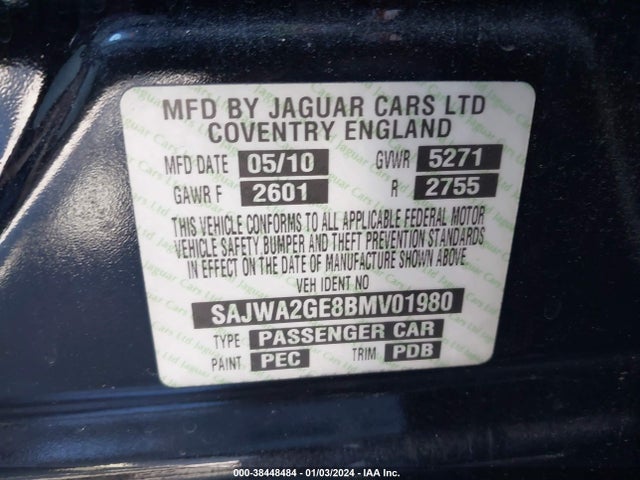 MFD BY JAGUAR CARS LTD
COVENTRY ENGLAND
MFD DATE 05/10 GVWR 5271
GAWR F 2601 R 2755
THIS VEHICLE CONFORMS TO ALL APPLICABLE FEDERAL MOTOR
VEHICLE SAFETY BUMPER AND THEFT PREVENTION STANDARDS
IN EFFECT ON THE DATE OF MANUFACTURE SHOWN ABOVE.
VEH IDENT NO
SAJWA2GE8BMV01980
TYPE PASSENGER CAR
PAINT PEC TRIM PDB
000-38448484 - 01/03/2024 - IAA Inc.